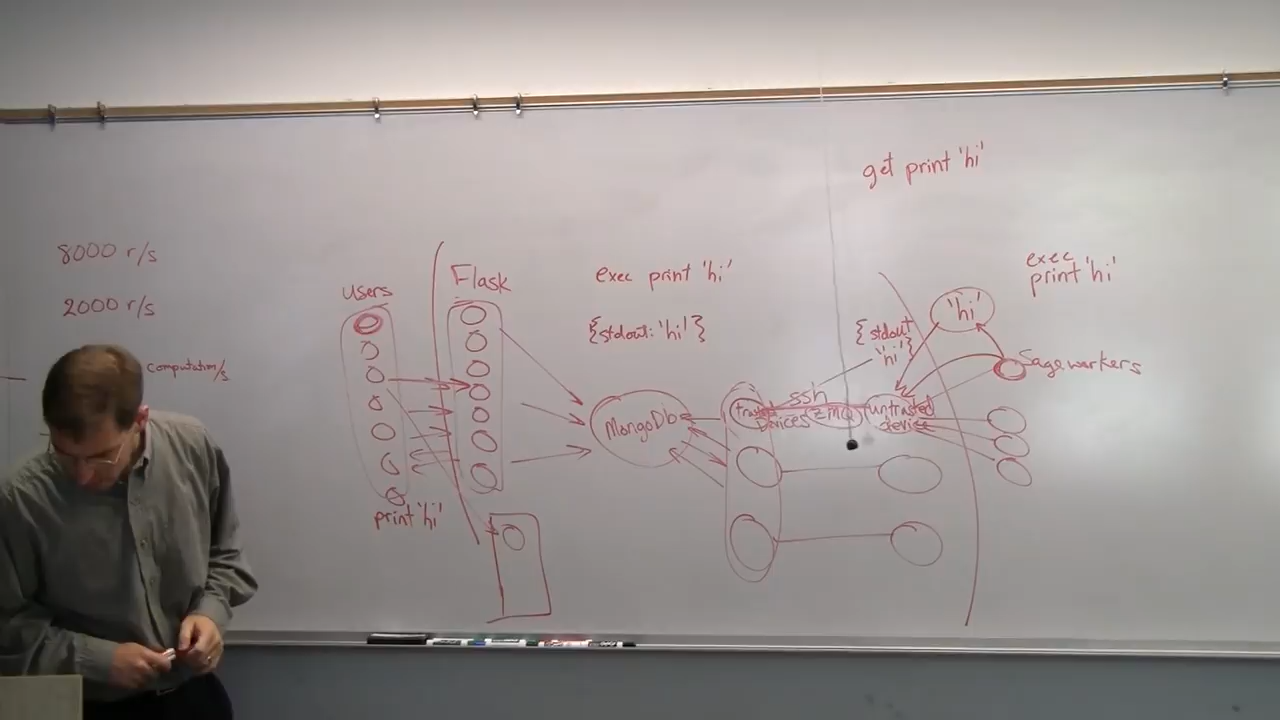 get print 'hi'
8000 r/s
2000 r/s
computation/s
users
Flask
exec print 'hi'
{stdout: 'hi'}
print 'hi'
MongoDb
trusted
Devices
ssh
ZMQ
untrusted
device
{stdout
'hi'
'hi'
exec
print 'hi'
Sage workers